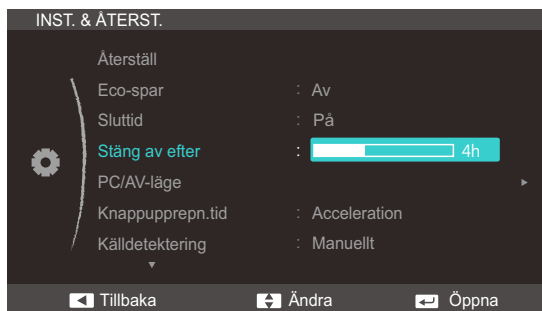 INST. & ÅTERST.
Återställ
Eco-spar : Av
Sluttid : På
Stäng av efter : 4h
PC/AV-läge
Knappupprepn.tid : Acceleration
Källdetektering : Manuellt
Tillbaka Ändra Öppna